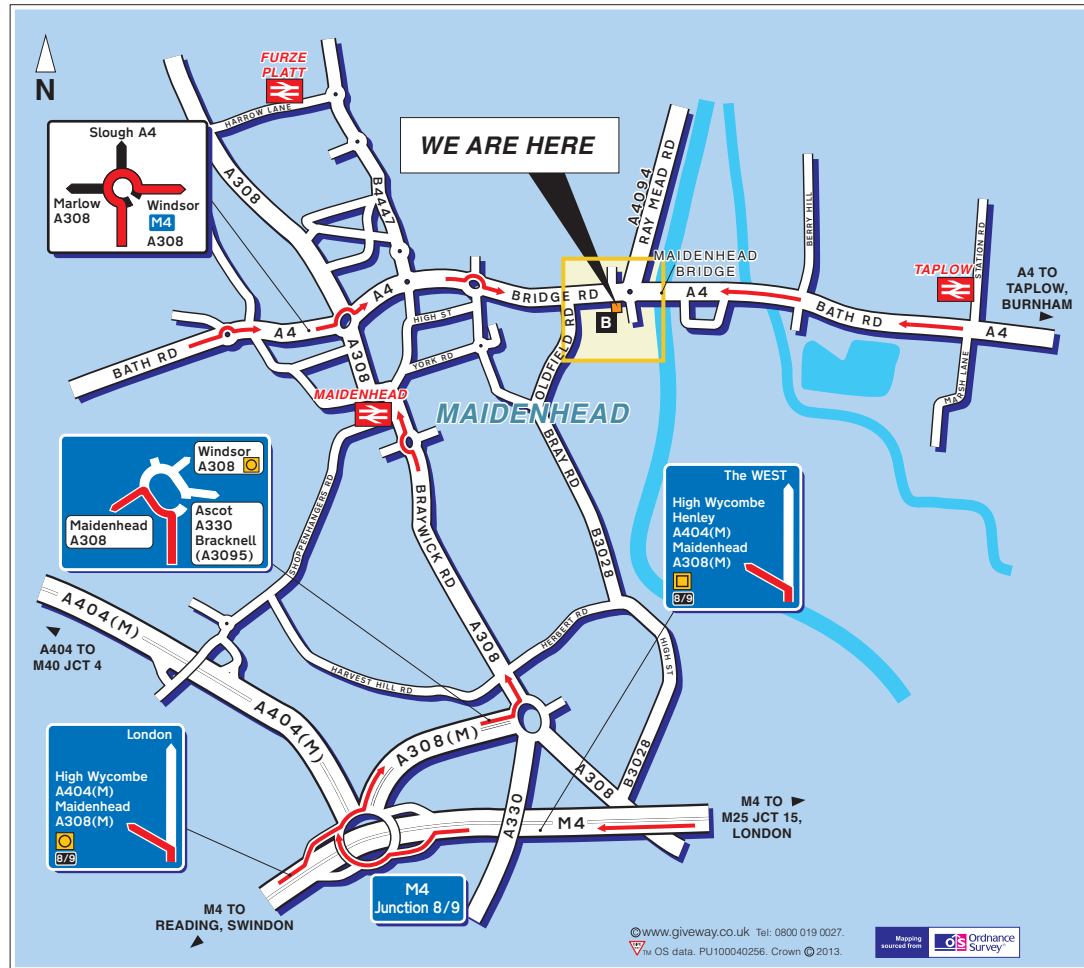 N
FURZE
PLATT
HARROW LANE
Slough A4
Marlow
A308
Windsor
M4
A308
A308
B4447
WE ARE HERE
A4094
RAY MEAD RD
MAIDENHEAD
BRIDGE
BERRY HILL
STATION RD
TAPLOW
A4 TO
TAPLOW,
BURNHAM
BATH RD
A4
A4
BRIDGE RD
A4
BATH RD
A4
HIGH ST
YORK RD
A308
B
OLDFIELD RD
MARSH LANE
MAIDENHEAD
MAIDENHEAD
Windsor
A308
Maidenhead
A308
Ascot
A330
Bracknell
(A3095)
SHOPPENHANGERS RD
BRAYWICK RD
BRAY RD
B3028
The WEST
High Wycombe
Henley
A404(M)
Maidenhead
A308(M)
8/9
A404(M)
A404 TO
M40 JCT 4
A308
HERBERT RD
HIGH ST
HARVEST HILL RD
A404(M)
A308(M)
A308
B3028
A330
London
High Wycombe
A404(M)
Maidenhead
A308(M)
8/9
M4
M4 TO
M25 JCT 15,
LONDON
M4
Junction 8/9
M4 TO
READING, SWINDON
© www.giveway.co.uk Tel: 0800 019 0027.
TM OS data. PU100040256. Crown © 2013.
Mapping
sourced from
OS Ordnance
Survey®